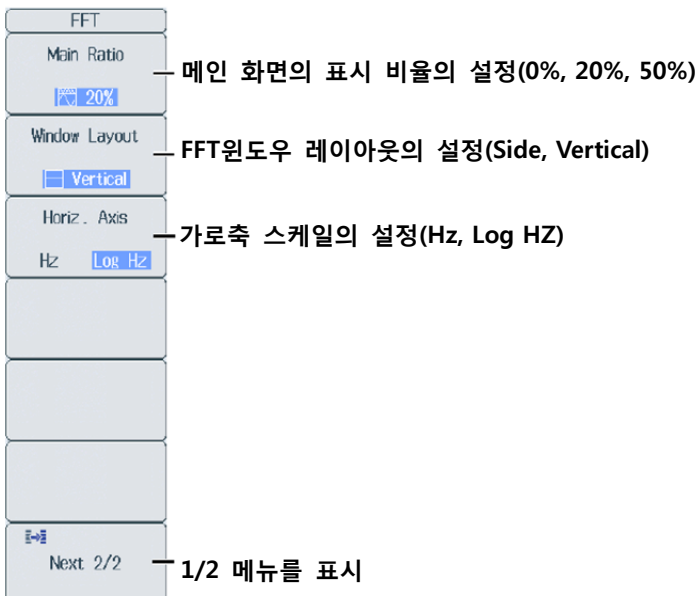 FFT
Main Ratio
20%
메인 화면의 표시 비율의 설정(0%, 20%, 50%)
Window Layout
Vertical
FFT윈도우 레이아웃의 설정(Side, Vertical)
Horiz. Axis
Hz Log Hz
가로축 스케일의 설정(Hz, Log HZ)
Next 2/2
1/2 메뉴를 표시